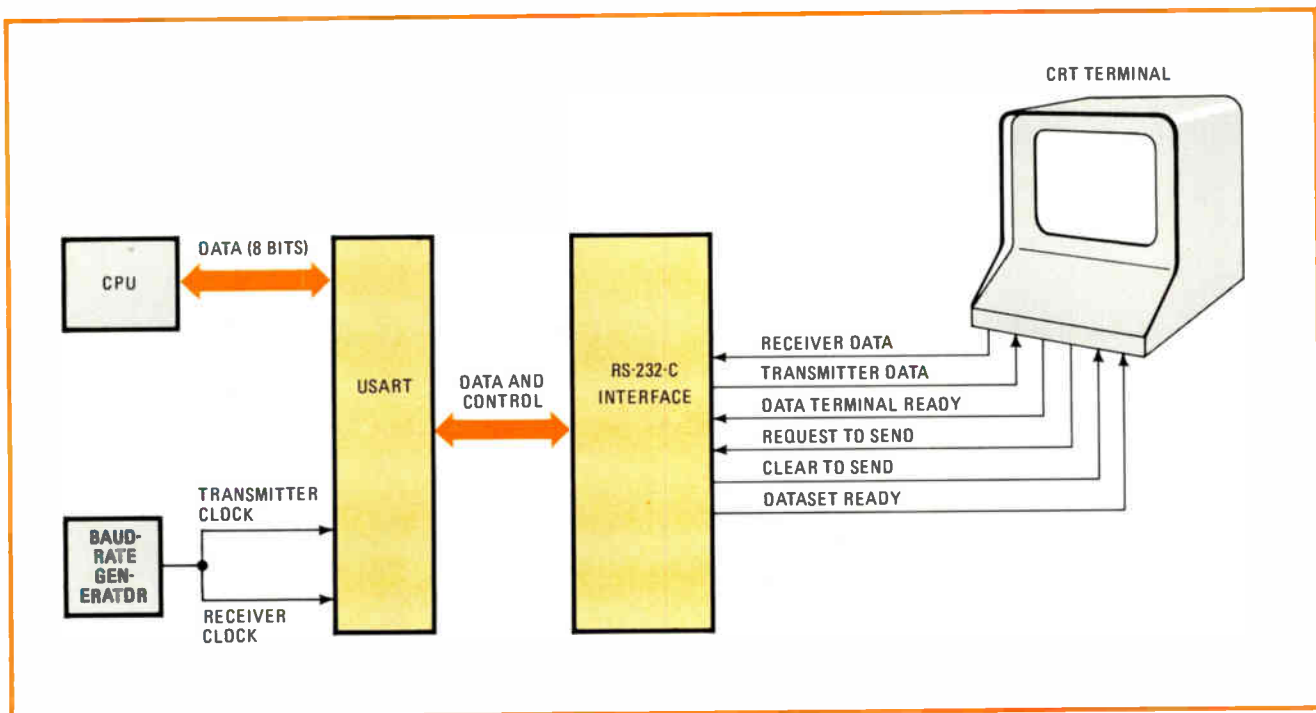 CRT TERMINAL
DATA (8 BITS)
CPU
USART
DATA AND
CONTROL
RS-232-C
INTERFACE
RECEIVER DATA
TRANSMITTER DATA
DATA TERMINAL READY
REQUEST TO SEND
CLEAR TO SEND
DATASET READY
TRANSMITTER
CLOCK
BAUD-
RATE
GEN-
ERATOR
RECEIVER
CLOCK